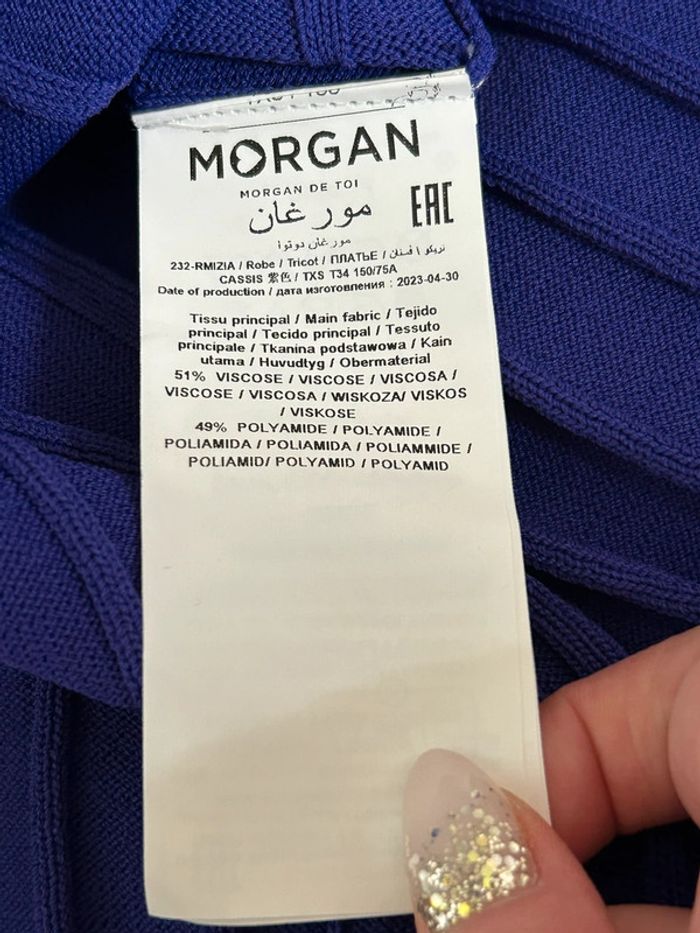 MORGAN
MORGAN DE TOI
مورغان
EAC
مورغان دوتوا
232-RMIZIA / Robe / Tricot / ПЛАТЬЕ / تريكو / فستان
CASSIS 紫色 / TXS T34 150/75A
Date of production / дата изготовления : 2023-04-30
Tissu principal / Main fabric / Tejido
principal / Tecido principal / Tessuto
principale / Tkanina podstawowa / Kain
utama / Huvudtyg / Obermaterial
51% VISCOSE / VISCOSE / VISCOSA /
VISCOSE / VISCOSA / WISKOZA/ VISKOS
/ VISKOSE
49% POLYAMIDE / POLYAMIDE /
POLIAMIDA / POLIAMIDA / POLIAMMIDE /
POLIAMID/ POLYAMID / POLYAMID